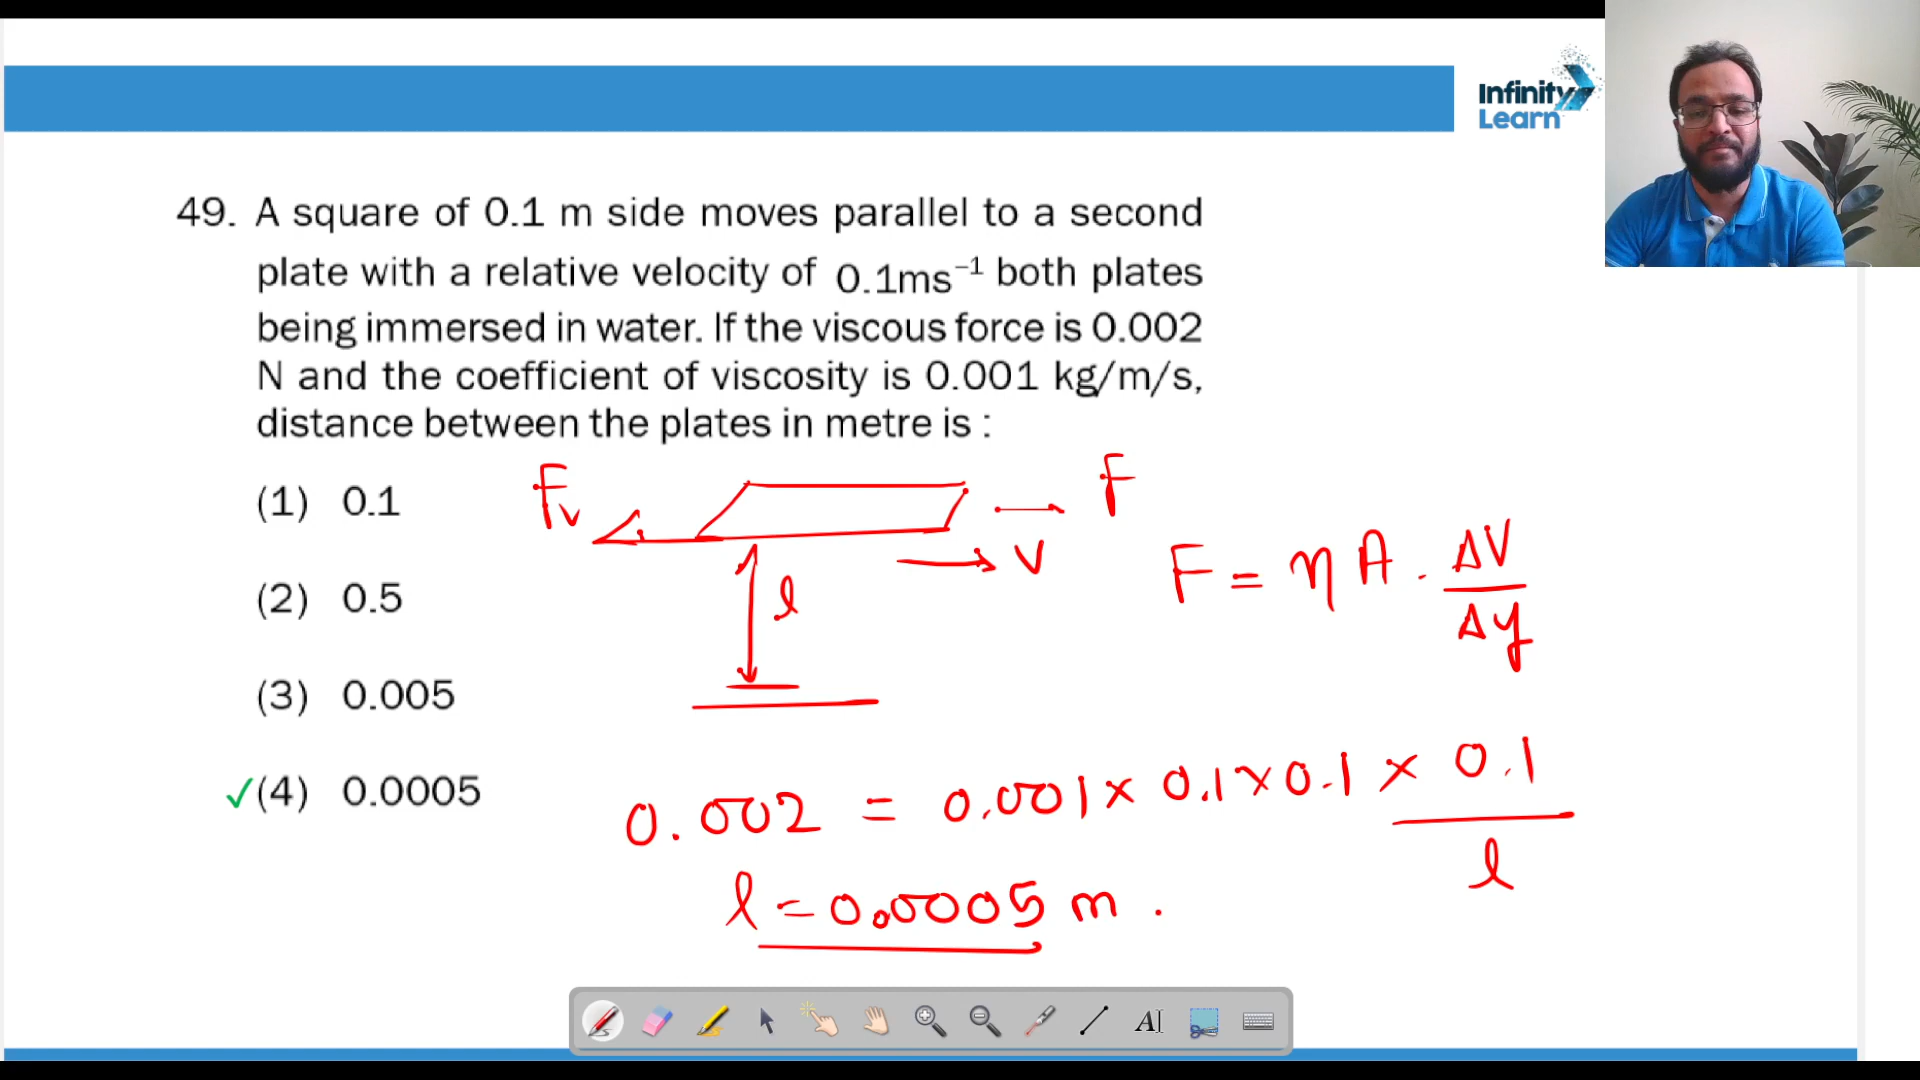 Infinity
Learn
49. A square of 0.1 m side moves parallel to a second
plate with a relative velocity of 0.1ms⁻¹ both plates
being immersed in water. If the viscous force is 0.002
N and the coefficient of viscosity is 0.001 kg/m/s,
distance between the plates in metre is :
(1) 0.1
(2) 0.5
(3) 0.005
✓(4) 0.0005
Fv
F
V
l
F = η A . ΔV/Δy
0.002 = 0.001 × 0.1 × 0.1 × 0.1/l
l = 0.0005 m .
AI